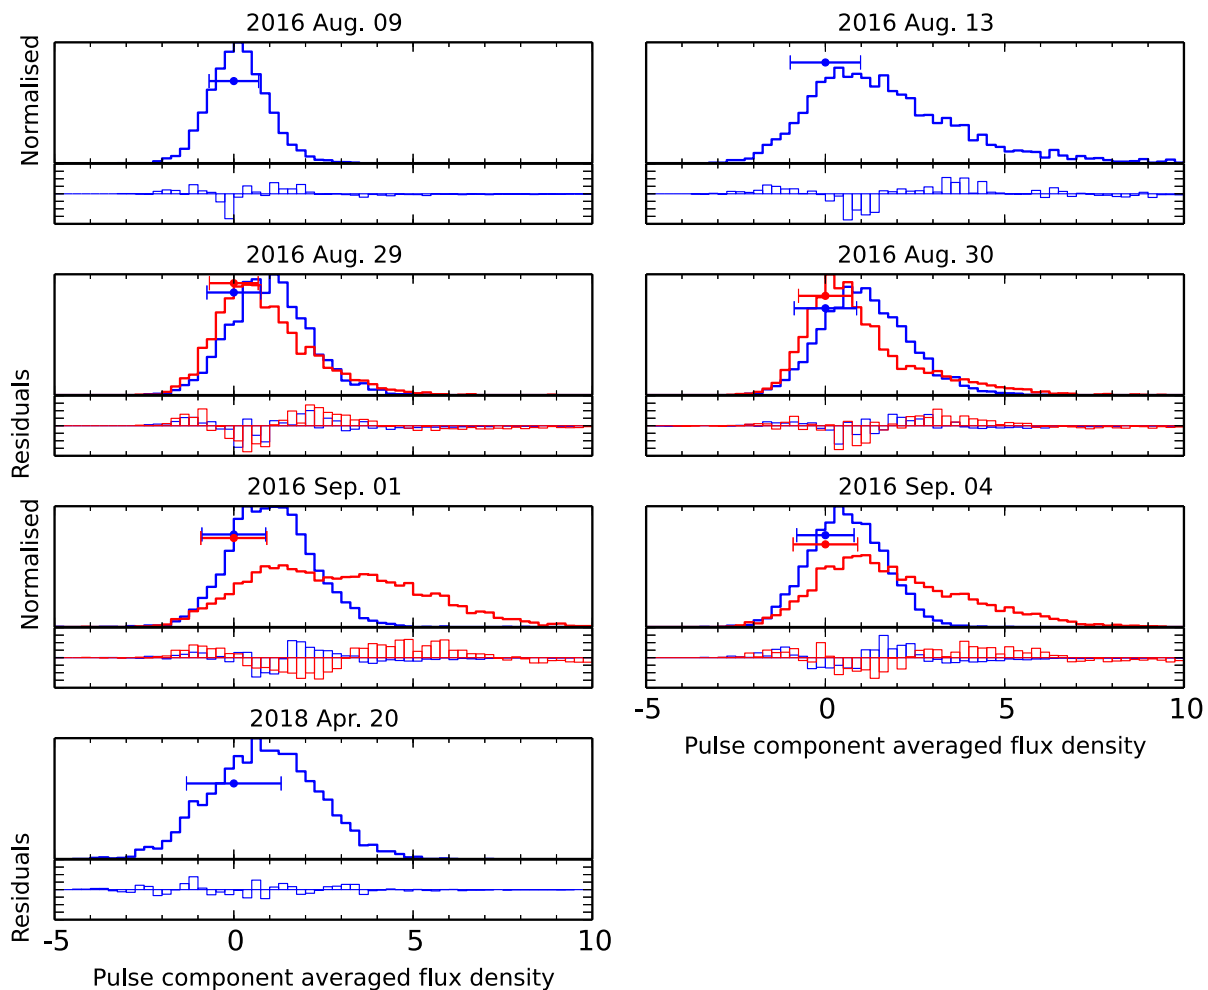 2016 Aug. 09
2016 Aug. 13
Normalised
2016 Aug. 29
2016 Aug. 30
Residuals
2016 Sep. 01
2016 Sep. 04
Normalised
-5 0 5 10
Pulse component averaged flux density
2018 Apr. 20
Residuals
-5 0 5 10
Pulse component averaged flux density